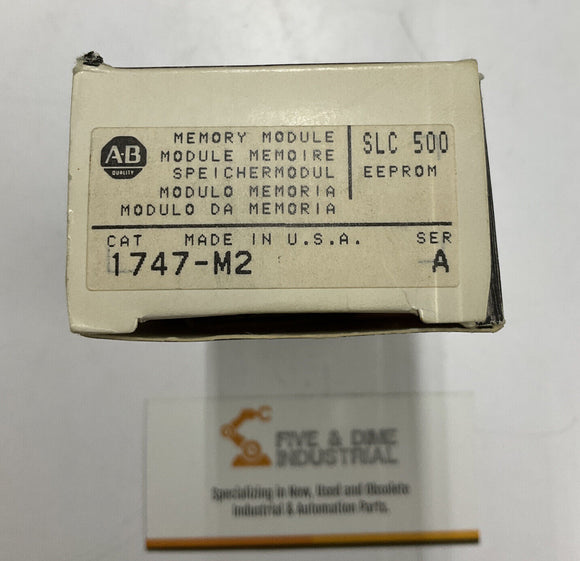 A-B
QUALITY
MEMORY MODULE
MODULE MEMOIRE
SPEICHERMODUL
MODULO MEMORIA
MODULO DA MEMORIA
SLC 500
EEPROM
CAT MADE IN U.S.A. SER
1747-M2 A
FIVE & DIME
INDUSTRIAL
Specializing in New, Used and Obsolete
Industrial & Automation Parts.